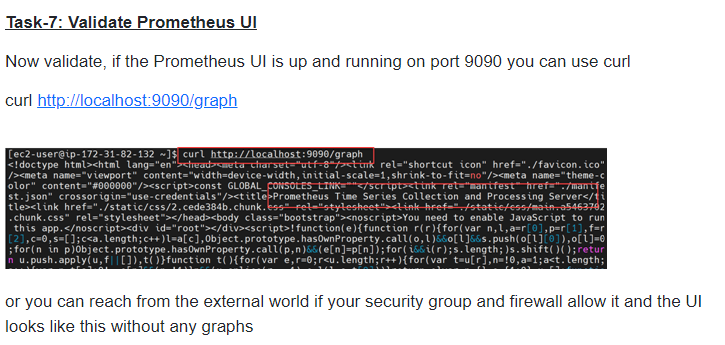 Task-7: Validate Prometheus UI
Now validate, if the Prometheus UI is up and running on port 9090 you can use curl
curl http://localhost:9090/graph
[ec2-user@ip-172-31-82-132 ~]$ curl http://localhost:9090/graph
<!doctype html><html lang="en"><head><meta charset="utf-8"/><link rel="shortcut icon" href="./favicon.ico"
/><meta name="viewport" content="width=device-width,initial-scale=1,shrink-to-fit=no"/><meta name="theme-c
olor" content="#000000"/><script>const GLOBAL_CONSOLES_LINK=""</script><link rel="manifest" href="./manife
st.json" crossorigin="use-credentials"/><title>Prometheus Time Series Collection and Processing Server</ti
tle><link href="./static/css/2.cede384b.chunk.css" rel="stylesheet"><link href="./static/css/main.a5463702
.chunk.css" rel="stylesheet"></head><body class="bootstrap"><noscript>You need to enable JavaScript to run
this app.</noscript><div id="root"></div><script>!function(e){function r(r){for(var n,l,a=r[0],p=r[1],f=r
[2],c=0,s=[];c<a.length;c++)l=a[c],Object.prototype.hasOwnProperty.call(o,l)&&o[l]&&s.push(o[l][0]),o[l]=0
;for(n in p)Object.prototype.hasOwnProperty.call(p,n)&&(e[n]=p[n]);for(i&&i(r);s.length;)s.shift()();retur
n u.push.apply(u,f||[]),t()}function t(){for(var e,r=0;r<u.length;r++){for(var t=u[r],n=!0,a=1;a<t.length;
or you can reach from the external world if your security group and firewall allow it and the UI
looks like this without any graphs